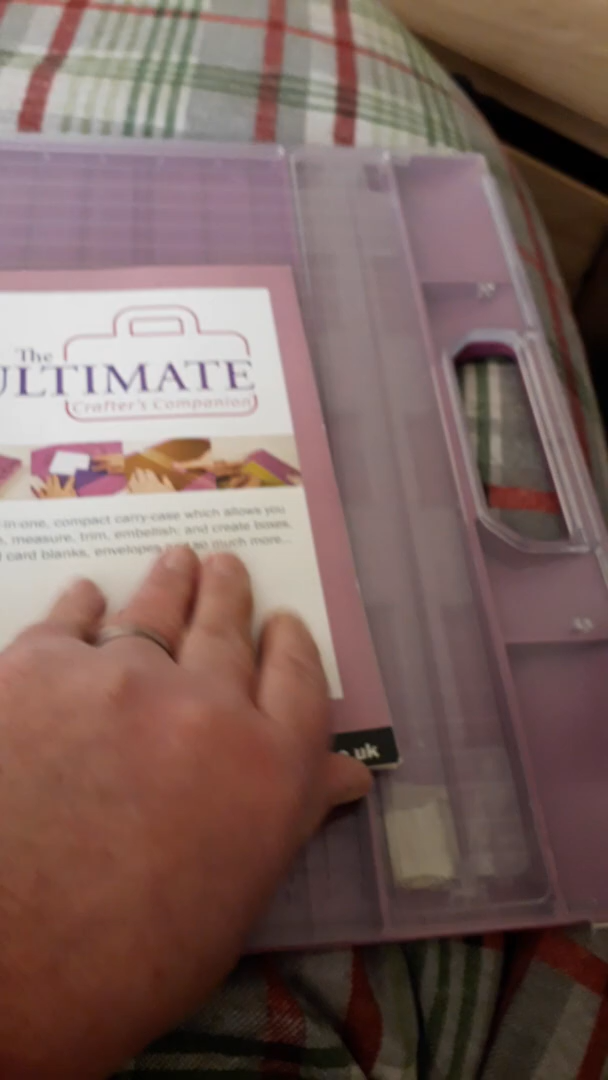 The
ULTIMATE
Crafter's Companion
-in-one, compact carry-case which allows you
, measure, trim, embellish, and create boxes,
card blanks, envelopes so much more...
.uk